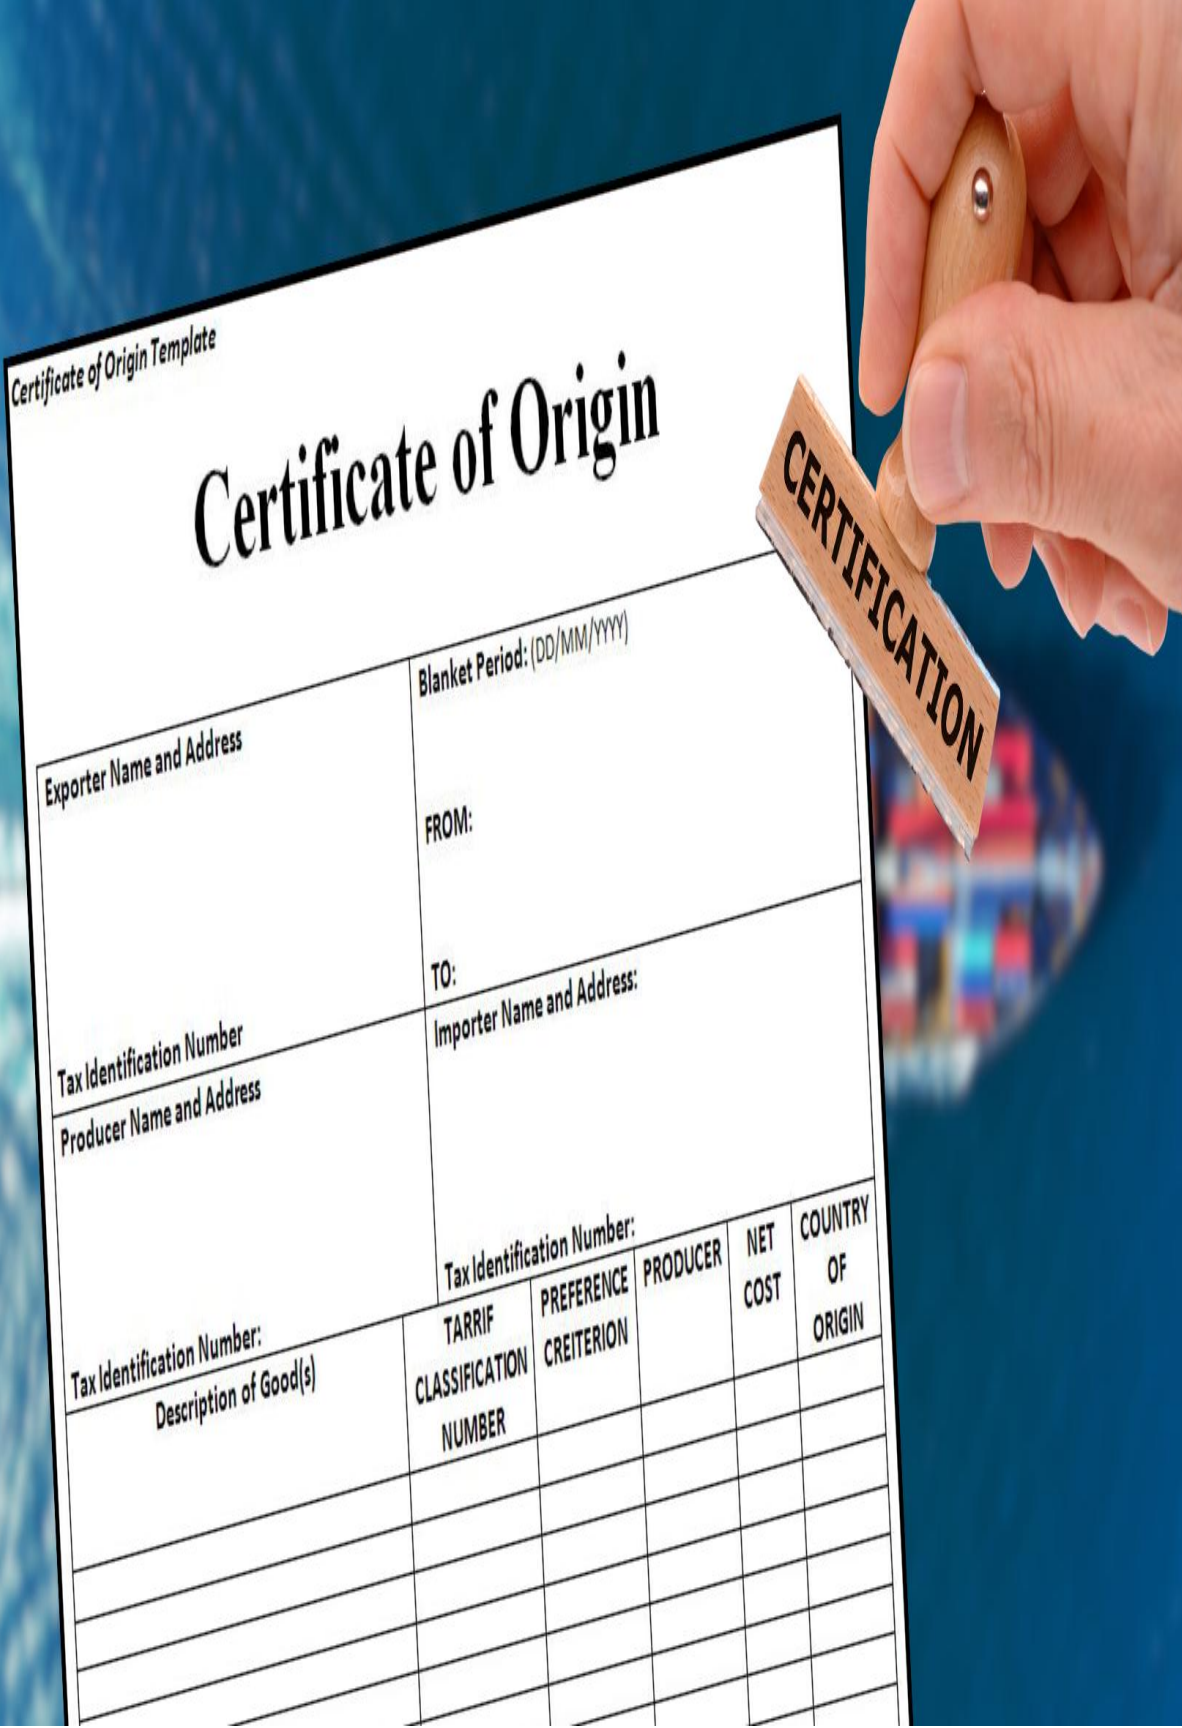 Certificate of Origin Template
Certificate of Origin
CERTIFICATION
Exporter Name and Address
Tax Identification Number
Blanket Period: (DD/MM/YYYY)
FROM:
TO:
Producer Name and Address
Tax Identification Number:
Importer Name and Address:
Tax Identification Number:
Description of Good(s)
TARRIF
CLASSIFICATION
NUMBER
PREFERENCE
CREITERION
PRODUCER
NET
COST
COUNTRY
OF
ORIGIN